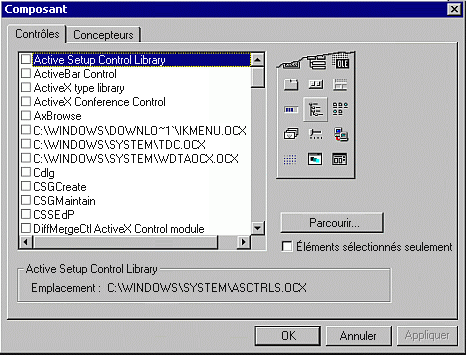 Composant
Contrôles
Concepteurs
Active Setup Control Library
ActiveBar Control
ActiveX type library
ActiveX Conference Control
AxBrowse
C:\WINDOWS\DOWNLO~1\IKMENU.OCX
C:\WINDOWS\SYSTEM\TDC.OCX
C:\WINDOWS\SYSTEM\WDTAOCX.OCX
Cdlg
CSGCreate
CSGMaintain
CSSEdP
DiffMergeCtl ActiveX Control module
OLE
Parcourir...
Éléments sélectionnés seulement
Active Setup Control Library
Emplacement : C:\WINDOWS\SYSTEM\ASCTRLS.OCX
OK
Annuler
Appliquer